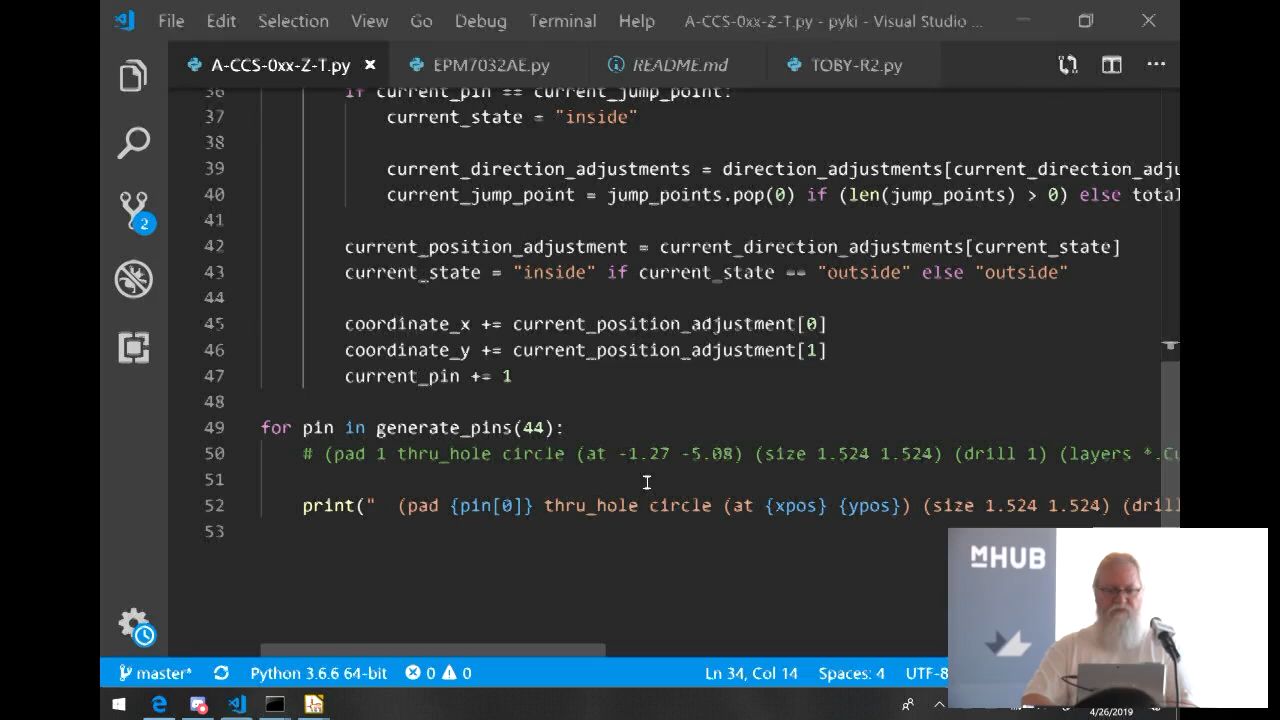 File Edit Selection View Go Debug Terminal Help A-CCS-0xx-Z-T.py - pyki - Visual Studio ...
A-CCS-0xx-Z-T.py × EPM7032AE.py README.md TOBY-R2.py
36 if current_pin == current_jump_point:
37 current_state = "inside"
38
39 current_direction_adjustments = direction_adjustments[current_direction_adju
40 current_jump_point = jump_points.pop(0) if (len(jump_points) > 0) else total
41
42 current_position_adjustment = current_direction_adjustments[current_state]
43 current_state = "inside" if current_state == "outside" else "outside"
44
45 coordinate_x += current_position_adjustment[0]
46 coordinate_y += current_position_adjustment[1]
47 current_pin += 1
48
49 for pin in generate_pins(44):
50 # (pad 1 thru_hole circle (at -1.27 -5.08) (size 1.524 1.524) (drill 1) (layers *.Cu
51
52 print(" (pad {pin[0]} thru_hole circle (at {xpos} {ypos}) (size 1.524 1.524) (dril
53
2
MHUB
master* Python 3.6.6 64-bit 0 0 Ln 34, Col 14 Spaces: 4 UTF-8
4/26/2019